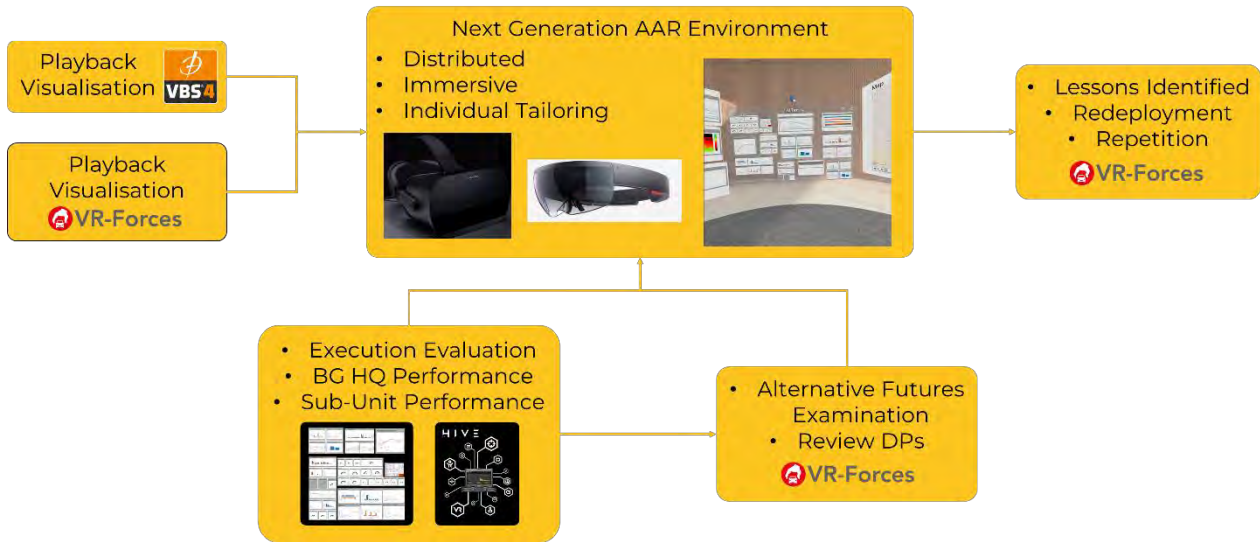 Playback
Visualisation
VBS4
Playback
Visualisation
VR-Forces
Next Generation AAR Environment
• Distributed
• Immersive
• Individual Tailoring
Map
• Lessons Identified
• Redeployment
• Repetition
VR-Forces
• Execution Evaluation
• BG HQ Performance
• Sub-Unit Performance
HIVE
• Alternative Futures
Examination
• Review DPs
VR-Forces